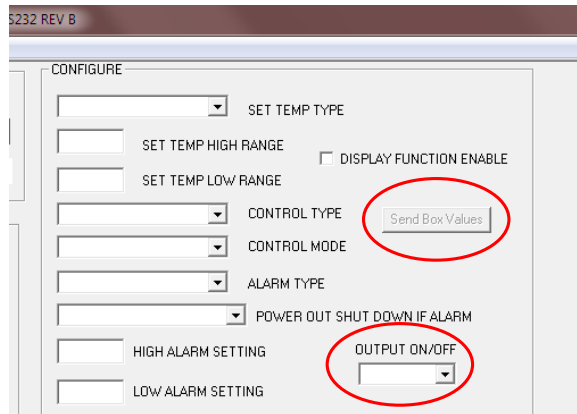 S232 REV B
CONFIGURE
SET TEMP TYPE
SET TEMP HIGH RANGE
DISPLAY FUNCTION ENABLE
SET TEMP LOW RANGE
CONTROL TYPE
Send Box Values
CONTROL MODE
ALARM TYPE
POWER OUT SHUT DOWN IF ALARM
HIGH ALARM SETTING
OUTPUT ON/OFF
LOW ALARM SETTING